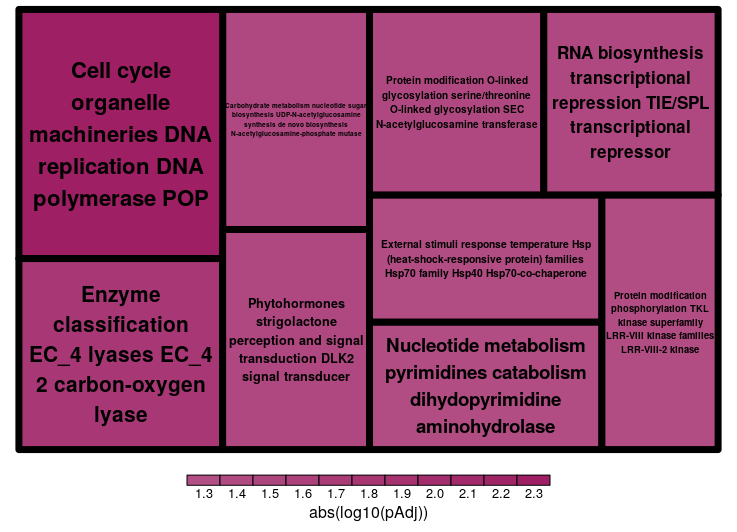 Cell cycle
organelle
machineries DNA
replication DNA
polymerase POP
Enzyme
classification
EC_4 lyases EC_4
2 carbon-oxygen
lyase
Carbohydrate metabolism nucleotide sugar
biosynthesis UDP-N-acetylglucosamine
synthesis de novo biosynthesis
N-acetylglucosamine-phosphate mutase
Phytohormones
strigolactone
perception and signal
transduction DLK2
signal transducer
Protein modification O-linked
glycosylation serine/threonine
O-linked glycosylation SEC
N-acetylglucosamine transferase
RNA biosynthesis
transcriptional
repression TIE/SPL
transcriptional
repressor
External stimuli response temperature Hsp
(heat-shock-responsive protein) families
Hsp70 family Hsp40 Hsp70-co-chaperone
Nucleotide metabolism
pyrimidines catabolism
dihydopyrimidine
aminohydrolase
Protein modification
phosphorylation TKL
kinase superfamily
LRR-VIII kinase families
LRR-VIII-2 kinase
1.3 1.4 1.5 1.6 1.7 1.8 1.9 2.0 2.1 2.2 2.3
abs(log10(pAdj))